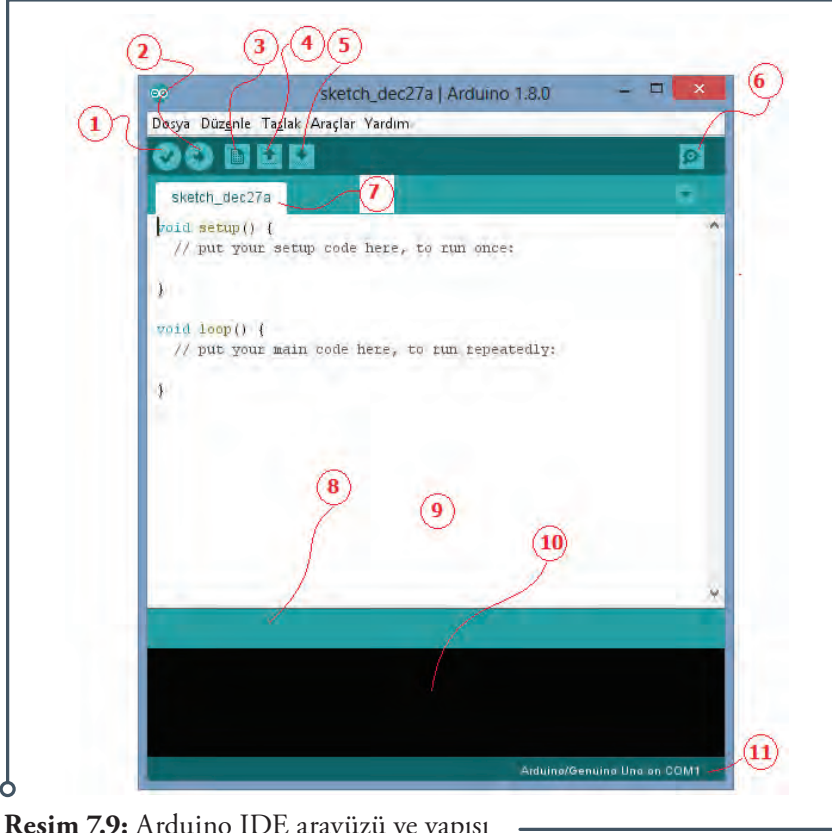 2 3 4 5 6
1
sketch_dec27a | Arduino 1.8.0
Dosya Düzenle Taslak Araçlar Yardım
sketch_dec27a 7
void setup() {
// put your setup code here, to run once:
}
void loop() {
// put your main code here, to run repeatedly:
}
8
9
10
Arduino/Genuino Uno on COM1
11
Resim 7.9: Arduino IDE arayüzü ve yapısı